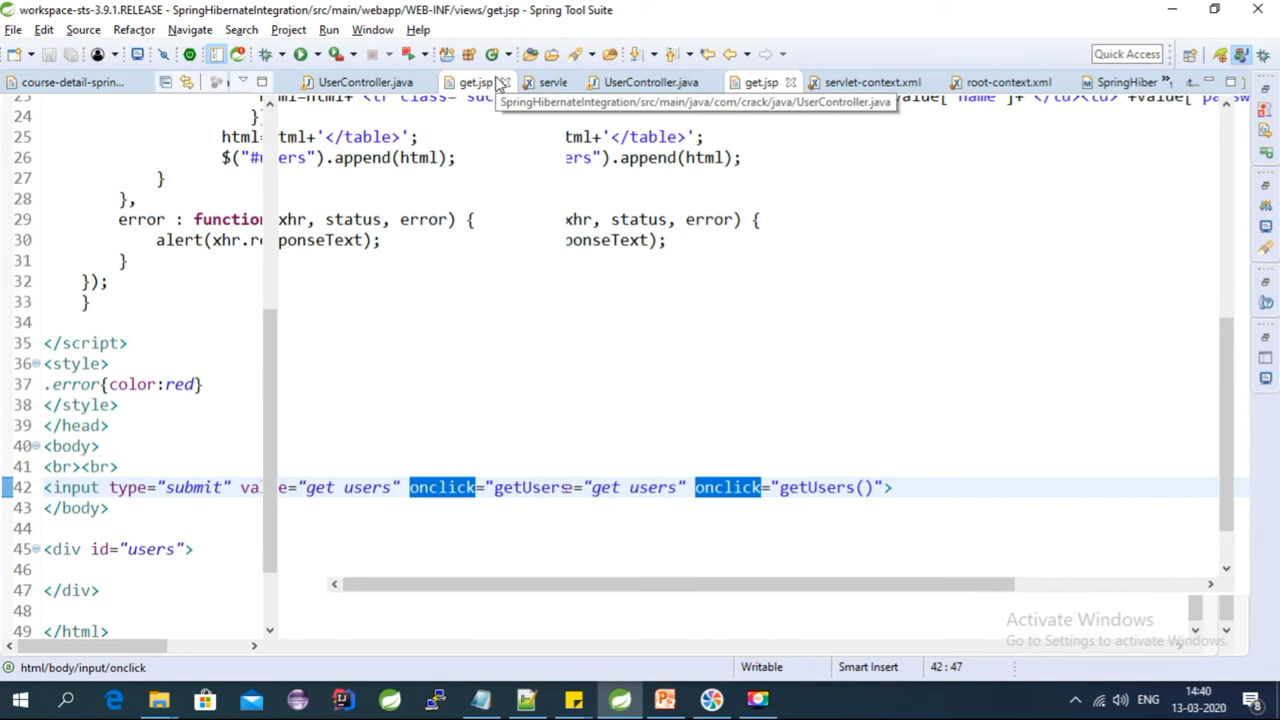 workspace-sts-3.9.1.RELEASE - SpringHibernateIntegration/src/main/webapp/WEB-INF/views/get.jsp - Spring Tool Suite
File Edit Source Refactor Navigate Search Project Run Window Help
Quick Access
course-detail-sprin... UserController.java get.jsp servle UserController.java get.jsp servlet-context.xml root-context.xml SpringHiber »1 t...
SpringHibernateIntegration/src/main/java/com/crack/java/UserController.java
24 })
25 html= tml+'</table>'; tml+'</table>';
26 $("#u ers").append(html); ers").append(html);
27 }
28 },
29 error : function xhr, status, error) { xhr, status, error) {
30 alert(xhr.re ponseText); ponseText);
31 }
32 });
33 }
34
35 </script>
36 <style>
37 .error{color:red}
38 </style>
39 </head>
40 <body>
41 <br><br>
42 <input type="submit" val e="get users" onclick="getUsers e="get users" onclick="getUsers()">
43 </body>
44
45 <div id="users">
46
47 </div>
48
49 </html>
Activate Windows
Go to Settings to activate Windows.
html/body/input/onclick Writable Smart Insert 42 : 47
ENG
14:40
13-03-2020
8